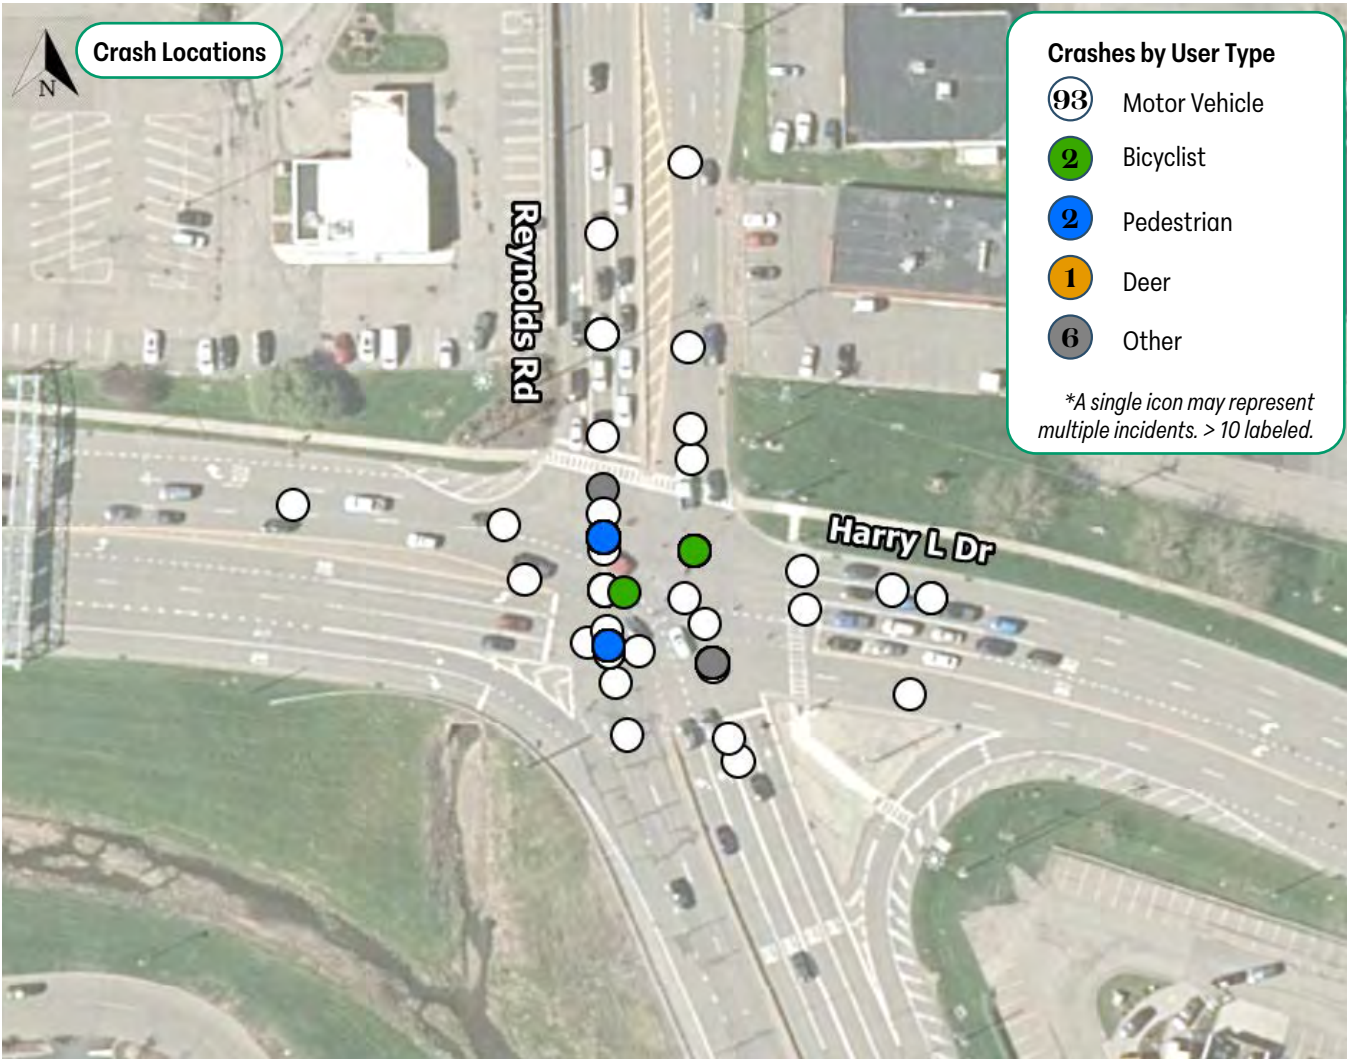 Crash Locations
N
Crashes by User Type
93 Motor Vehicle
2 Bicyclist
2 Pedestrian
1 Deer
6 Other
*A single icon may represent
multiple incidents. > 10 labeled.
Reynolds Rd
Harry L Dr